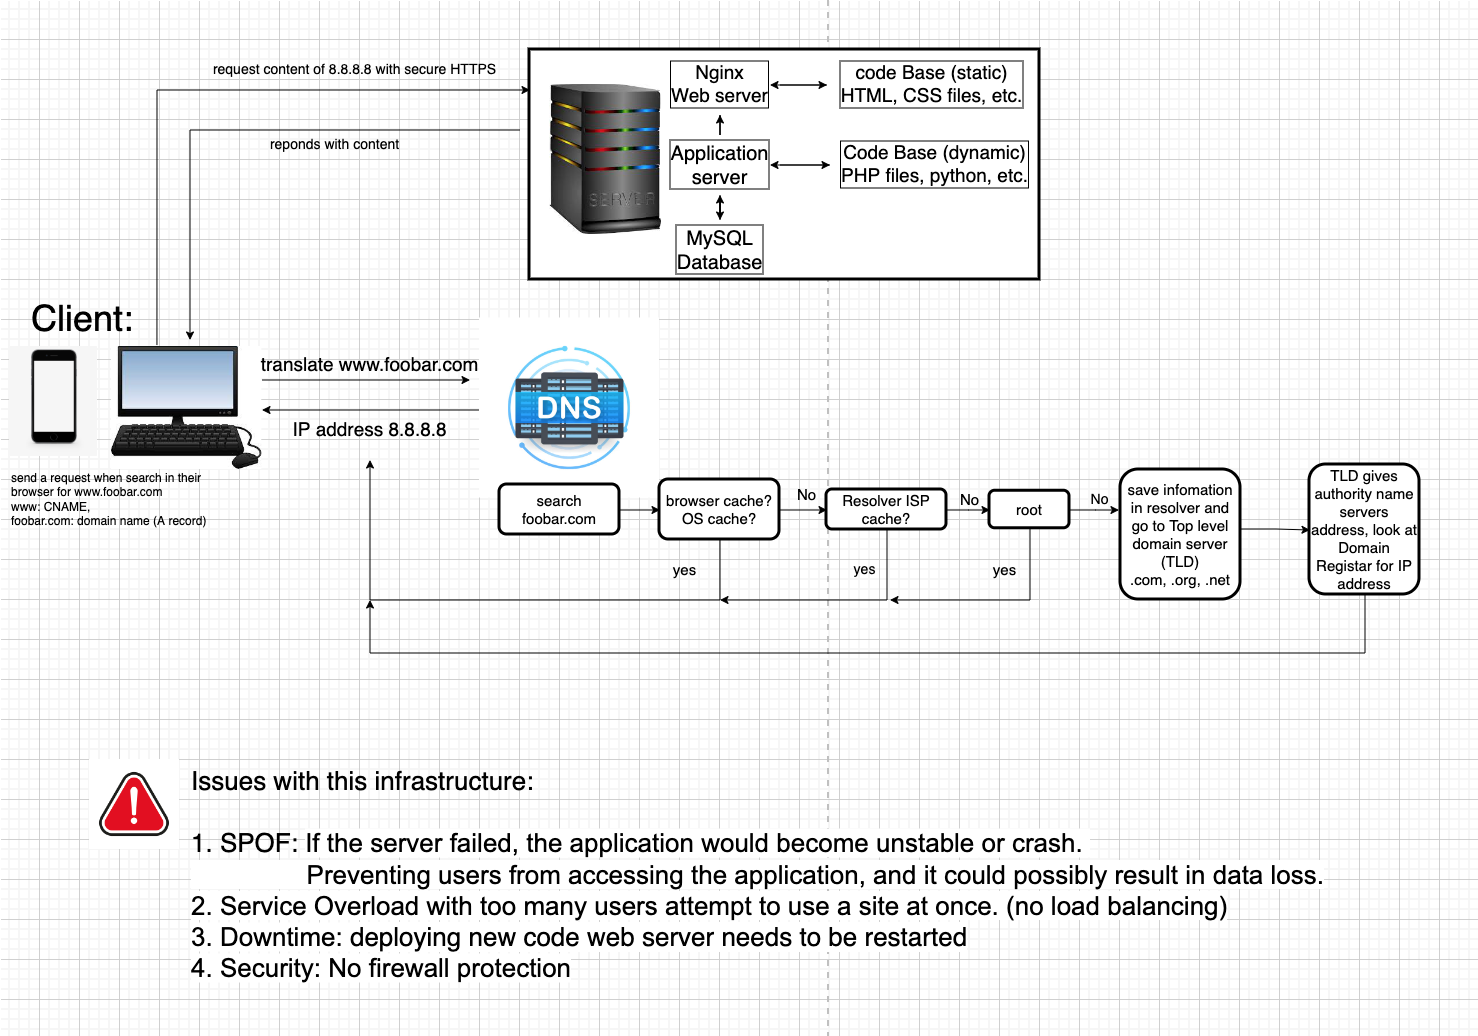 request content of 8.8.8.8 with secure HTTPS
reponds with content
SERVER
Nginx
Web server
code Base (static)
HTML, CSS files, etc.
Application
server
Code Base (dynamic)
PHP files, python, etc.
MySQL
Database
Client:
translate www.foobar.com
IP address 8.8.8.8
DNS
send a request when search in their
browser for www.foobar.com
www: CNAME,
foobar.com: domain name (A record)
search
foobar.com
browser cache?
OS cache?
No
Resolver ISP
cache?
No
root
No
save infomation
in resolver and
go to Top level
domain server
(TLD)
.com, .org, .net
TLD gives
authority name
servers
address, look at
Domain
Registar for IP
address
yes
yes
yes
Issues with this infrastructure:
1. SPOF: If the server failed, the application would become unstable or crash.
Preventing users from accessing the application, and it could possibly result in data loss.
2. Service Overload with too many users attempt to use a site at once. (no load balancing)
3. Downtime: deploying new code web server needs to be restarted
4. Security: No firewall protection